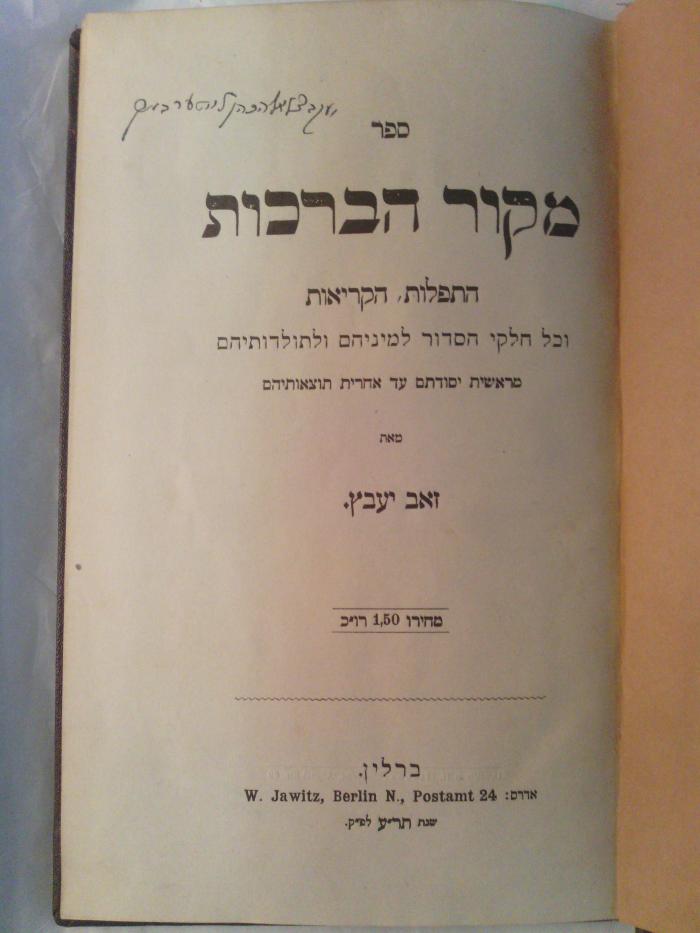 ספר
מקור הברכות
התפלות, הקריאות
וכל חלקי הסדור למיניהם ולתולדותיהם
מראשית יסודתם עד אחרית תוצאותיהם
מאת
זאב יעבץ.
מחירו 1,50 רו״כ
ברלין.
אדרס: W. Jawitz, Berlin N., Postamt 24
שנת תר״ע לפ״ק.